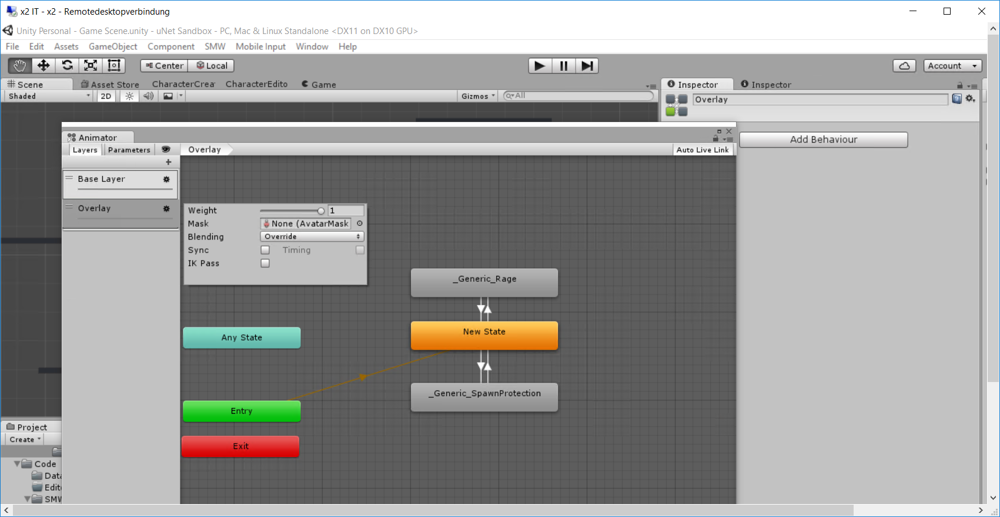 x2 IT - x2 - Remotedesktopverbindung
Unity Personal - Game Scene.unity - uNet Sandbox - PC, Mac & Linux Standalone <DX11 on DX10 GPU>
File Edit Assets GameObject Component SMW Mobile Input Window Help
Center Local Account
Scene Asset Store CharacterCrea CharacterEdito Game Inspector Inspector
Shaded 2D Gizmos All
Overlay
Add Behaviour
Animator
Layers Parameters Overlay Auto Live Link
Base Layer
Overlay
Weight 1
Mask None (AvatarMask
Blending Override
Sync Timing
IK Pass
_Generic_Rage
New State
Any State
_Generic_SpawnProtection
Entry
Exit
Project
Create
Code
Data
Edito
SMW